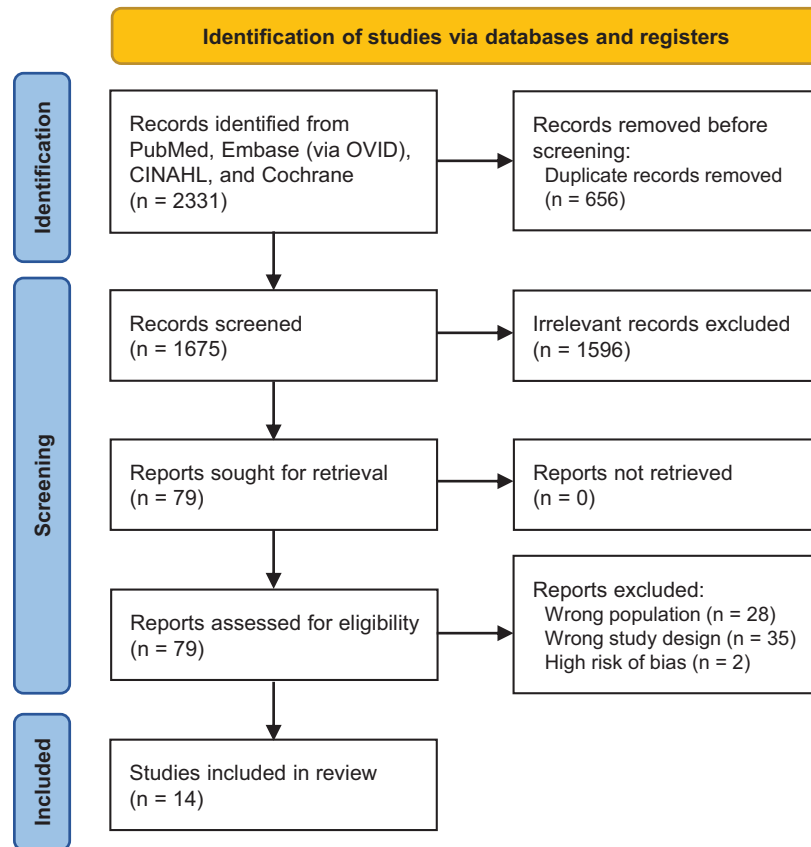 Identification of studies via databases and registers
Identification
Records identified from
PubMed, Embase (via OVID),
CINAHL, and Cochrane
(n = 2331)
Records removed before
screening:
Duplicate records removed
(n = 656)
Screening
Records screened
(n = 1675)
Irrelevant records excluded
(n = 1596)
Reports sought for retrieval
(n = 79)
Reports not retrieved
(n = 0)
Reports assessed for eligibility
(n = 79)
Reports excluded:
Wrong population (n = 28)
Wrong study design (n = 35)
High risk of bias (n = 2)
Included
Studies included in review
(n = 14)